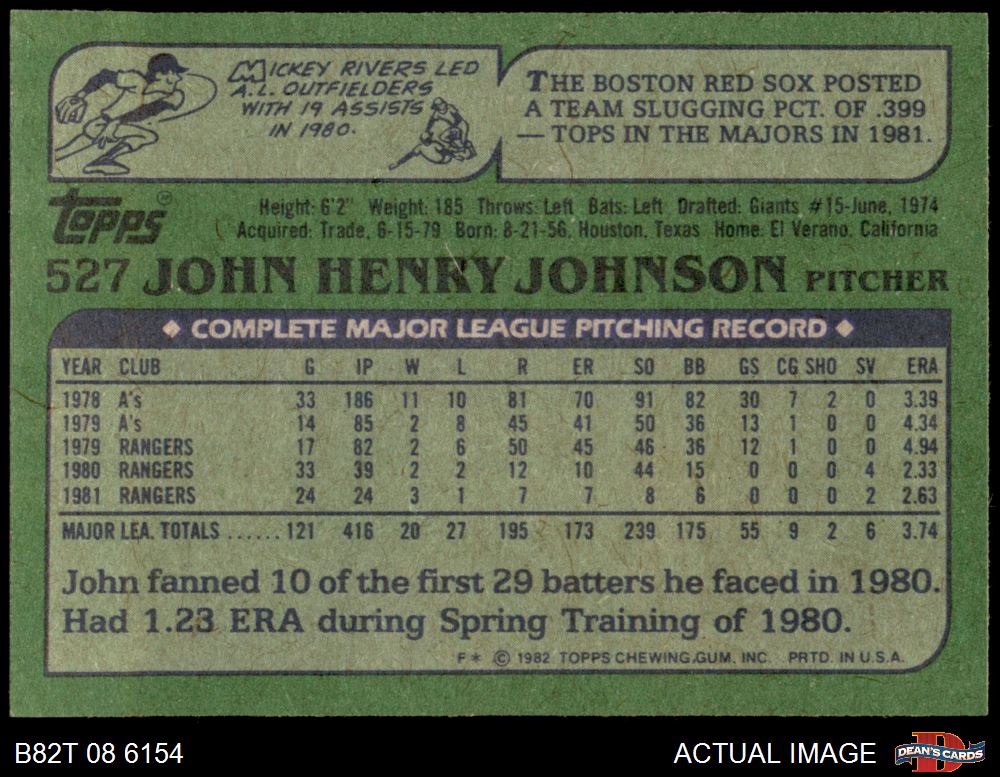 MICKEY RIVERS LED
A.L. OUTFIELDERS
WITH 19 ASSISTS
IN 1980.
THE BOSTON RED SOX POSTED
A TEAM SLUGGING PCT. OF .399
— TOPS IN THE MAJORS IN 1981.
TOPPS®
Height: 6'2" Weight: 185 Throws: Left Bats: Left Drafted: Giants #15-June, 1974
Acquired: Trade, 6-15-79 Born: 8-21-56, Houston, Texas Home: El Verano, California
527 JOHN HENRY JOHNSON PITCHER
◆ COMPLETE MAJOR LEAGUE PITCHING RECORD ◆
YEAR CLUB G IP W L R ER SO BB GS CG SHO SV ERA
1978 A's 33 186 11 10 81 70 91 82 30 7 2 0 3.39
1979 A's 14 85 2 8 45 41 50 36 13 1 0 0 4.34
1979 RANGERS 17 82 2 6 50 45 46 36 12 1 0 0 4.94
1980 RANGERS 33 39 2 2 12 10 44 15 0 0 0 4 2.33
1981 RANGERS 24 24 3 1 7 7 8 6 0 0 0 2 2.63
MAJOR LEA. TOTALS ...... 121 416 20 27 195 173 239 175 55 9 2 6 3.74
John fanned 10 of the first 29 batters he faced in 1980.
Had 1.23 ERA during Spring Training of 1980.
F* © 1982 TOPPS CHEWING GUM, INC. PRTD. IN U.S.A.
B82T 08 6154 ACTUAL IMAGE DEAN'S CARDS